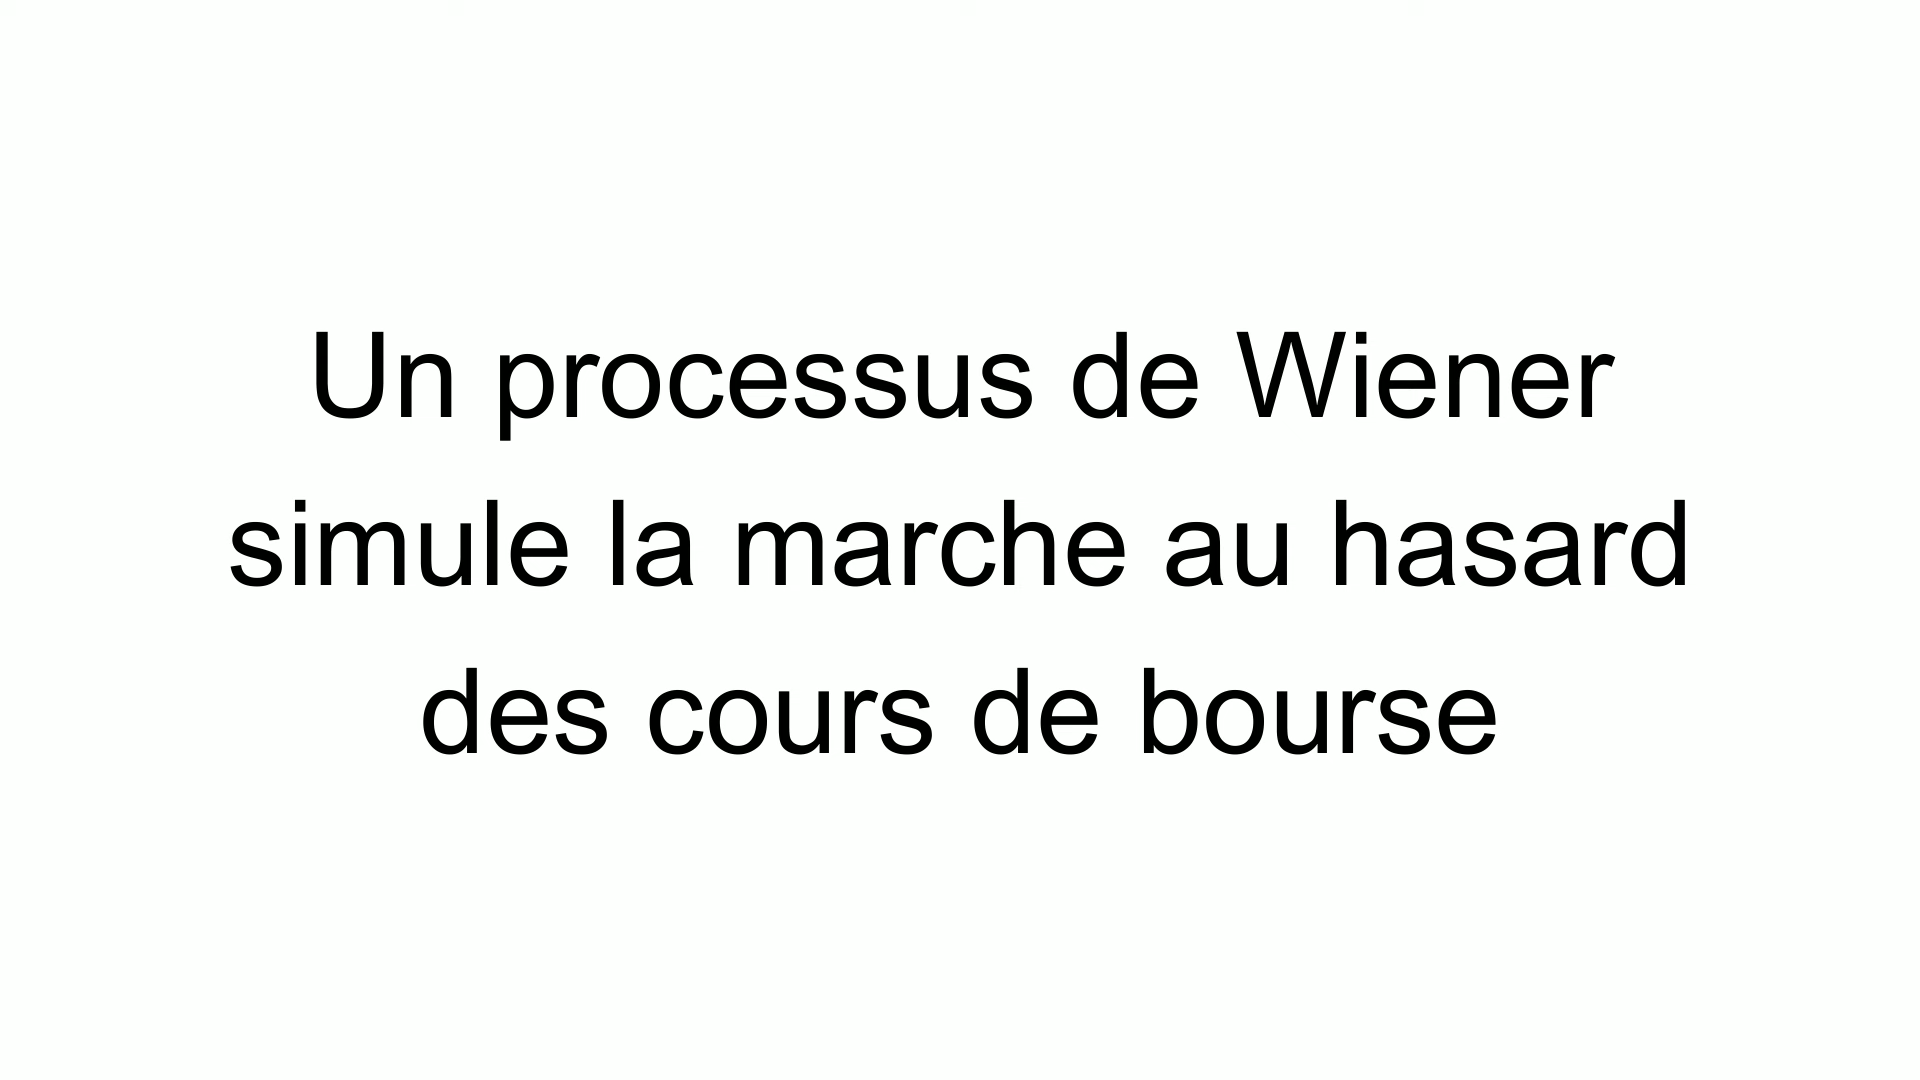 Un processus de Wiener
simule la marche au hasard
des cours de bourse